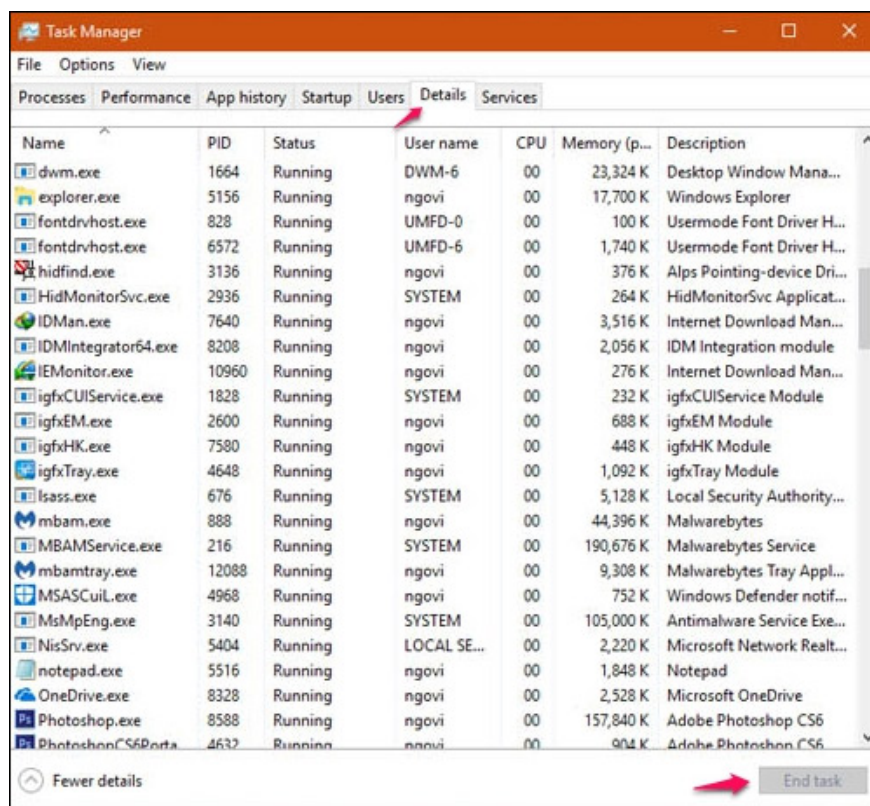 Task Manager
File Options View
Processes Performance App history Startup Users Details Services
Name PID Status User name CPU Memory (p... Description
dwm.exe 1664 Running DWM-6 00 23,324 K Desktop Window Mana...
explorer.exe 5156 Running ngovi 00 17,700 K Windows Explorer
fontdrvhost.exe 828 Running UMFD-0 00 100 K Usermode Font Driver H...
fontdrvhost.exe 6572 Running UMFD-6 00 1,740 K Usermode Font Driver H...
hidfind.exe 3136 Running ngovi 00 376 K Alps Pointing-device Dri...
HidMonitorSvc.exe 2936 Running SYSTEM 00 264 K HidMonitorSvc Applicat...
IDMan.exe 7640 Running ngovi 00 3,516 K Internet Download Man...
IDMIntegrator64.exe 8208 Running ngovi 00 2,056 K IDM Integration module
IEMonitor.exe 10960 Running ngovi 00 276 K Internet Download Man...
igfxCUIService.exe 1828 Running SYSTEM 00 232 K igfxCUIService Module
igfxEM.exe 2600 Running ngovi 00 688 K igfxEM Module
igfxHK.exe 7580 Running ngovi 00 448 K igfxHK Module
igfxTray.exe 4648 Running ngovi 00 1,092 K igfxTray Module
lsass.exe 676 Running SYSTEM 00 5,128 K Local Security Authority...
mbam.exe 888 Running ngovi 00 44,396 K Malwarebytes
MBAMService.exe 216 Running SYSTEM 00 190,676 K Malwarebytes Service
mbamtray.exe 12088 Running ngovi 00 9,308 K Malwarebytes Tray Appl...
MSASCuiL.exe 4968 Running ngovi 00 752 K Windows Defender notif...
MsMpEng.exe 3140 Running SYSTEM 00 105,000 K Antimalware Service Exe...
NisSrv.exe 5404 Running LOCAL SE... 00 2,220 K Microsoft Network Realt...
notepad.exe 5516 Running ngovi 00 1,848 K Notepad
OneDrive.exe 8328 Running ngovi 00 2,528 K Microsoft OneDrive
Ps Photoshop.exe 8588 Running ngovi 00 157,840 K Adobe Photoshop CS6
Ps PhotoshopCS6Porta... 4632 Running ngovi 00 904 K Adobe Photoshop CS6
Fewer details End task